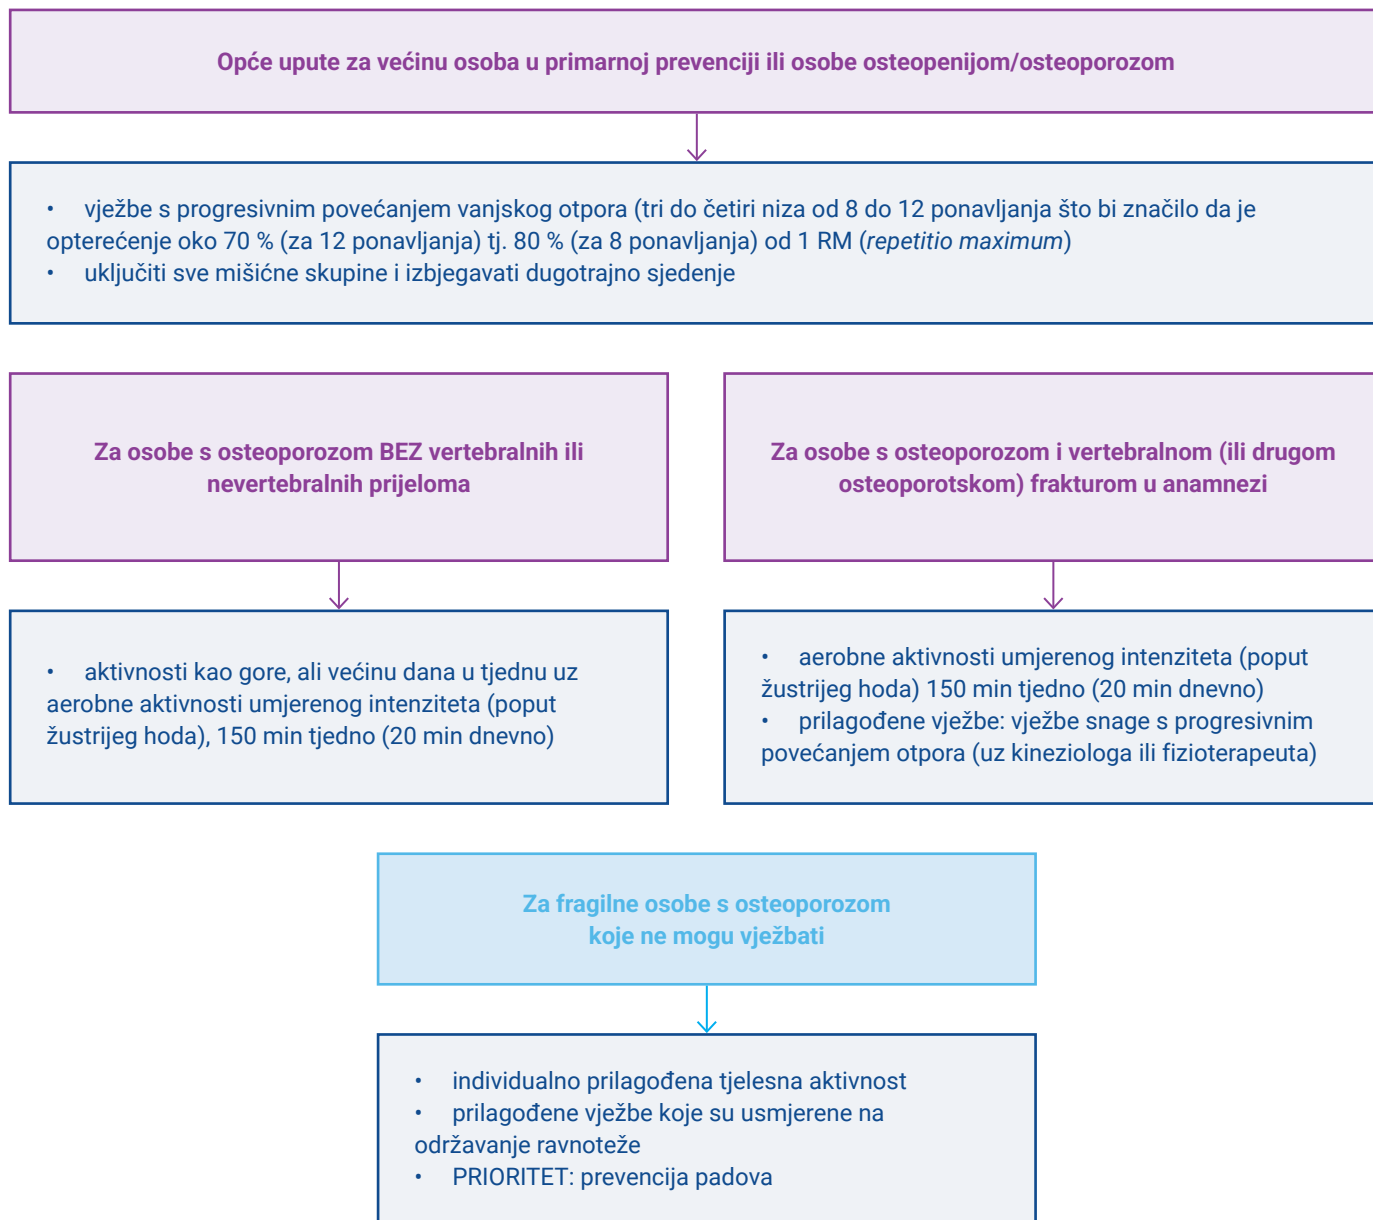 Opće upute za većinu osoba u primarnoj prevenciji ili osobe osteopenijom/osteoporozom
• vježbe s progresivnim povećanjem vanjskog otpora (tri do četiri niza od 8 do 12 ponavljanja što bi značilo da je
opterećenje oko 70 % (za 12 ponavljanja) tj. 80 % (za 8 ponavljanja) od 1 RM (repetitio maximum)
• uključiti sve mišićne skupine i izbjegavati dugotrajno sjedenje
Za osobe s osteoporozom BEZ vertebralnih ili
nevertebralnih prijeloma
• aktivnosti kao gore, ali većinu dana u tjednu uz
aerobne aktivnosti umjerenog intenziteta (poput
žustrijeg hoda), 150 min tjedno (20 min dnevno)
Za osobe s osteoporozom i vertebralnom (ili drugom
osteoporotskom) frakturom u anamnezi
• aerobne aktivnosti umjerenog intenziteta (poput
žustrijeg hoda) 150 min tjedno (20 min dnevno)
• prilagođene vježbe: vježbe snage s progresivnim
povećanjem otpora (uz kineziologa ili fizioterapeuta)
Za fragilne osobe s osteoporozom
koje ne mogu vježbati
• individualno prilagođena tjelesna aktivnost
• prilagođene vježbe koje su usmjerene na
održavanje ravnoteže
• PRIORITET: prevencija padova